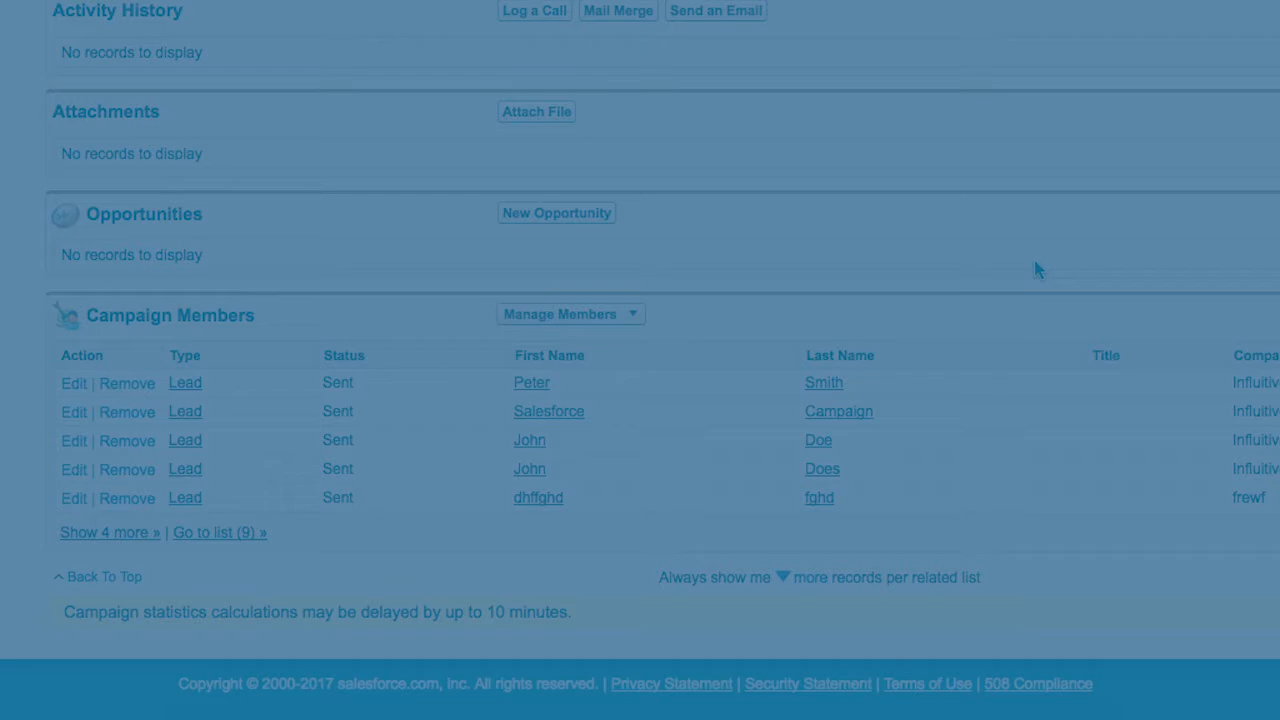 Activity History Log a Call Mail Merge Send an Email
No records to display
Attachments Attach File
No records to display
Opportunities New Opportunity
No records to display
Campaign Members Manage Members
Action Type Status First Name Last Name Title
Edit | Remove Lead Sent Peter Smith
Edit | Remove Lead Sent Salesforce Campaign
Edit | Remove Lead Sent John Doe
Edit | Remove Lead Sent John Does
Edit | Remove Lead Sent dhffghd fghd frewf
Show 4 more » | Go to list (9) »
Back To Top Always show me more records per related list
Campaign statistics calculations may be delayed by up to 10 minutes.
Copyright © 2000-2017 salesforce.com, inc. All rights reserved. | Privacy Statement | Security Statement | Terms of Use | 508 Compliance